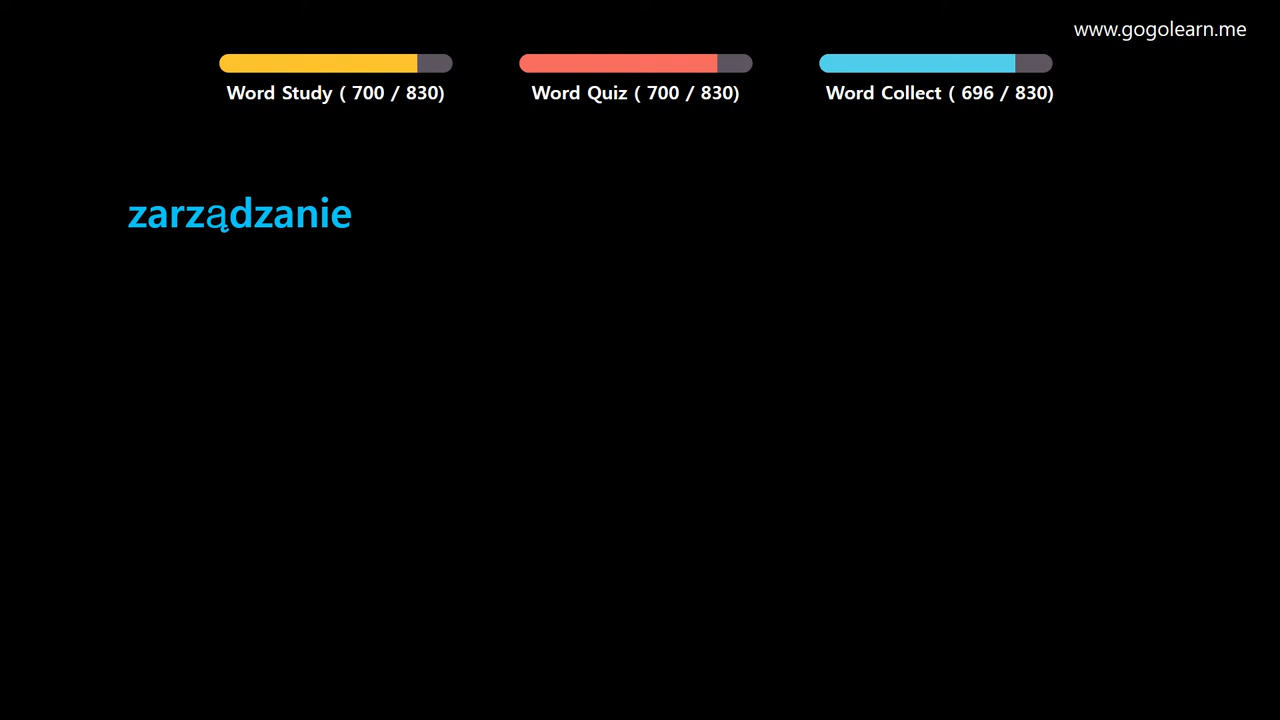 www.gogolearn.me
Word Study ( 700 / 830)
Word Quiz ( 700 / 830)
Word Collect ( 696 / 830)
zarządzanie